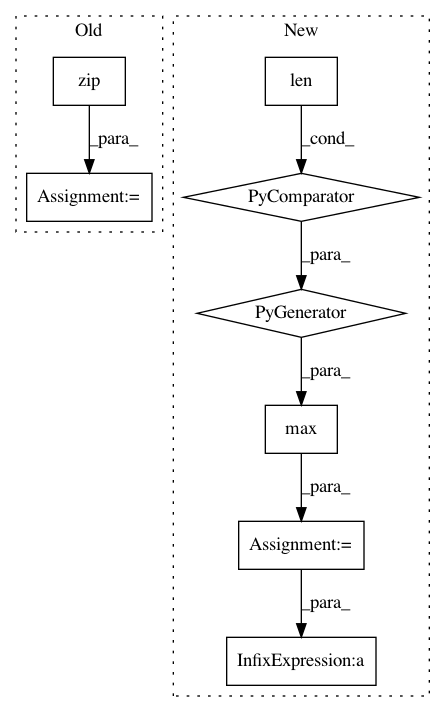 Old
zip
_para_
Assignment:=
New
len
_cond_
PyComparator
_para_
PyGenerator
_para_
max
_para_
Assignment:=
_para_
InfixExpression:a